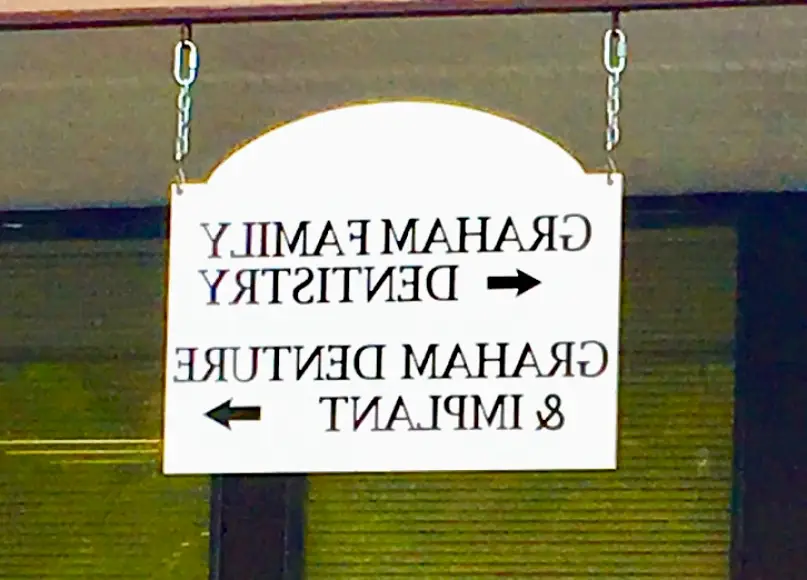 GRAHAM FAMILY
DENTISTRY
GRAHAM DENTURE
& IMPLANT